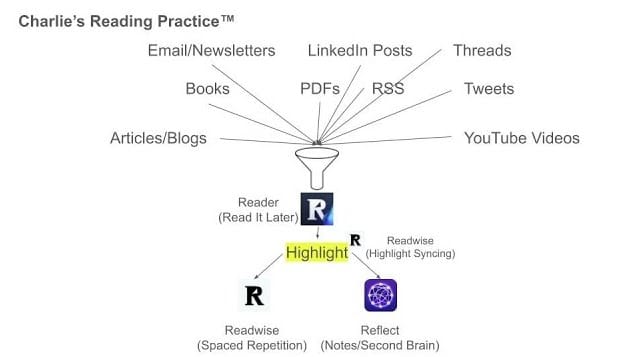 Charlie's Reading Practice™
Email/Newsletters LinkedIn Posts Threads
Books PDFs RSS Tweets
Articles/Blogs YouTube Videos
Reader
(Read It Later)
R
Highlight
R
Readwise
(Highlight Syncing)
R
Readwise
(Spaced Repetition)
Reflect
(Notes/Second Brain)